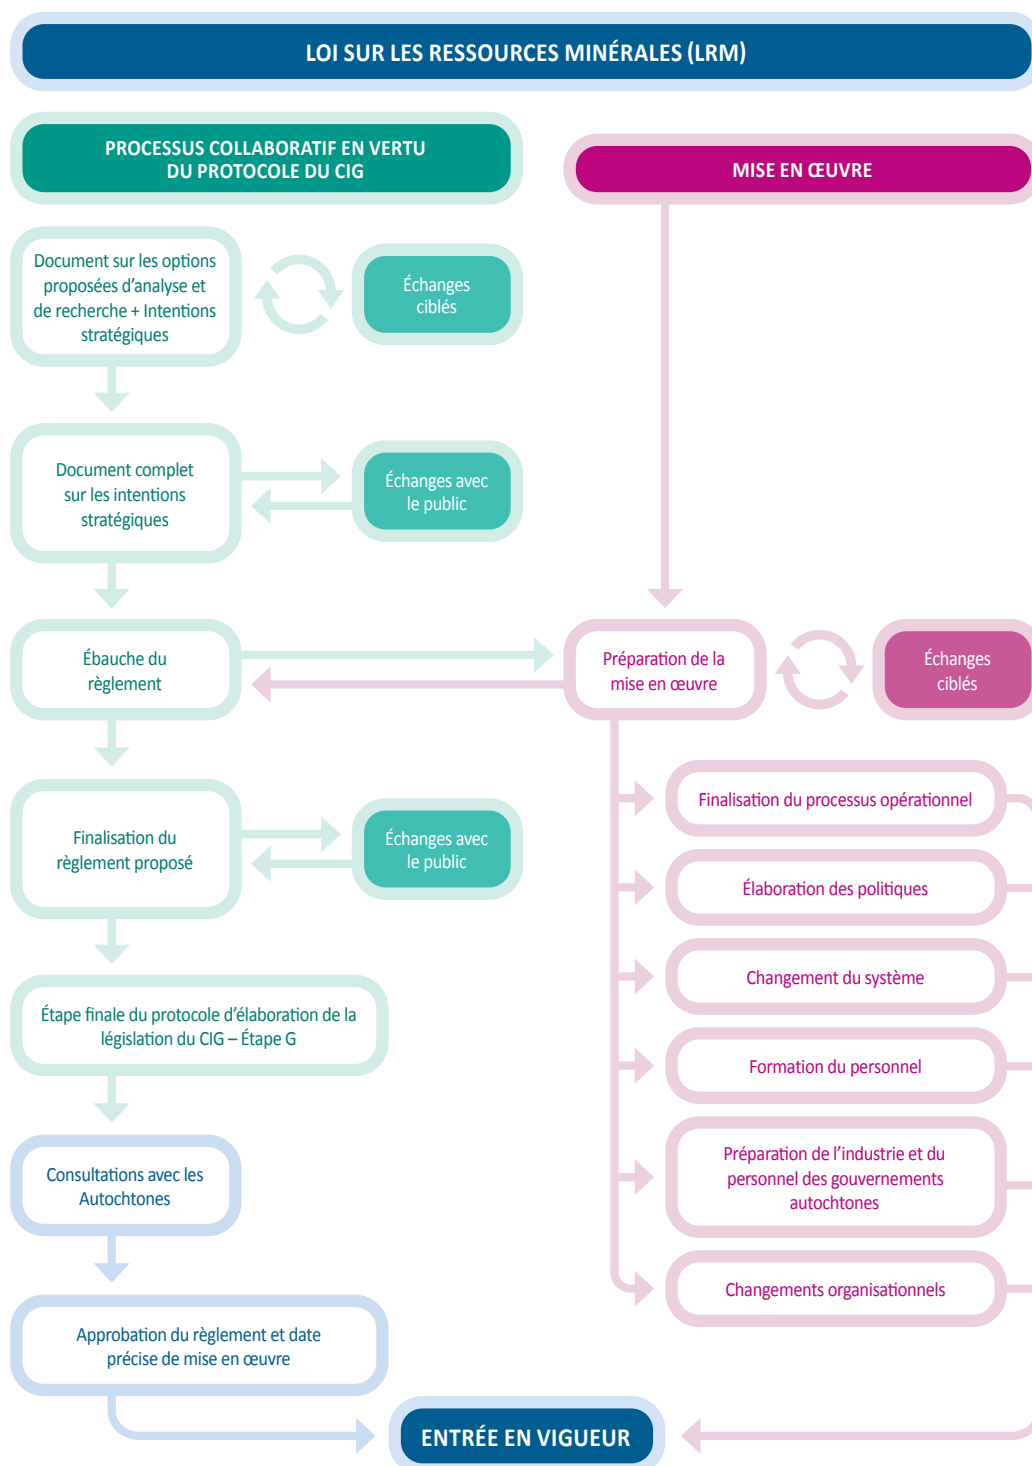 LOI SUR LES RESSOURCES MINÉRALES (LRM)
PROCESSUS COLLABORATIF EN VERTU
DU PROTOCOLE DU CIG
MISE EN ŒUVRE
Document sur les options
proposées d’analyse et
de recherche + Intentions
stratégiques
Échanges
ciblés
Document complet
sur les intentions
stratégiques
Échanges avec
le public
Ébauche du
règlement
Préparation de la
mise en œuvre
Échanges
ciblés
Finalisation du
règlement proposé
Échanges avec
le public
Finalisation du processus opérationnel
Élaboration des politiques
Changement du système
Formation du personnel
Préparation de l’industrie et du
personnel des gouvernements
autochtones
Changements organisationnels
Étape finale du protocole d’élaboration de la
législation du CIG – Étape G
Consultations avec les
Autochtones
Approbation du règlement et date
précise de mise en œuvre
ENTRÉE EN VIGUEUR